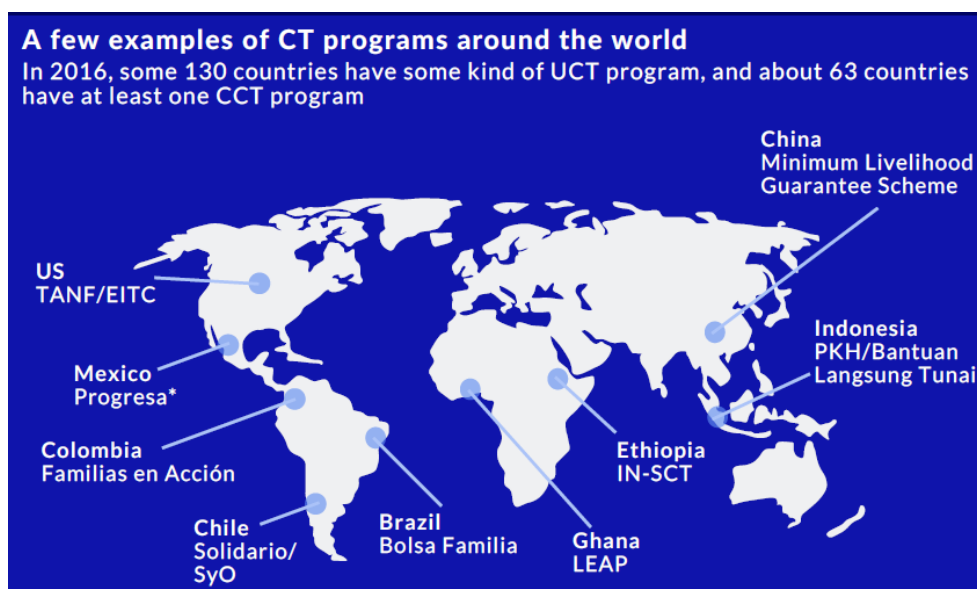 A few examples of CT programs around the world
In 2016, some 130 countries have some kind of UCT program, and about 63 countries
have at least one CCT program
China
Minimum Livelihood
Guarantee Scheme
US
TANF/EITC
Indonesia
PKH/Bantuan
Langsung Tunai
Mexico
Progresa*
Colombia
Familias en Acción
Ethiopia
IN-SCT
Chile
Solidario/
SyO
Brazil
Bolsa Familia
Ghana
LEAP